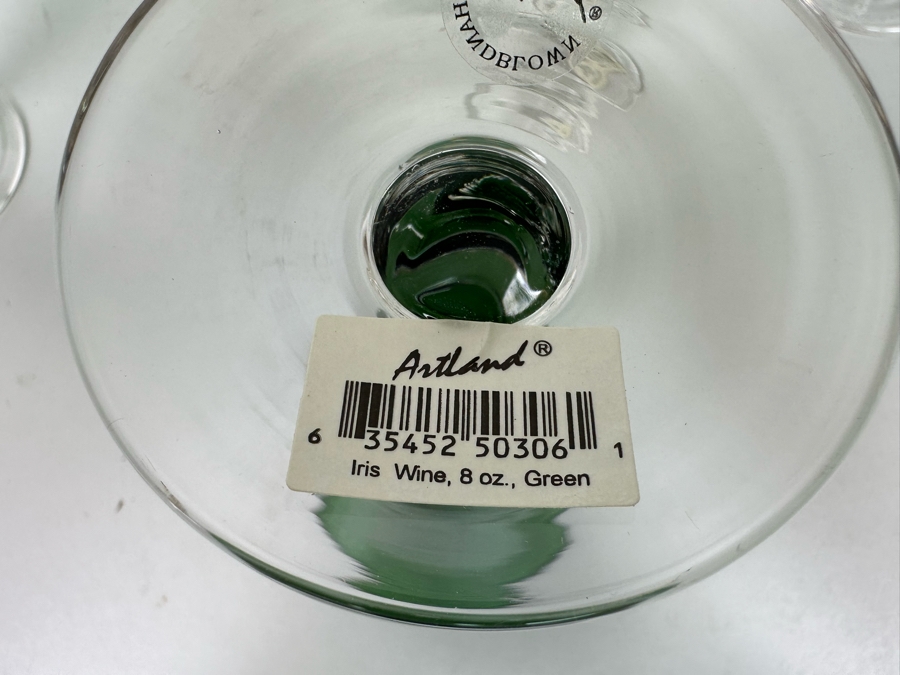 ®
HANDBLOWN
Artland®
6 35452 50306 1
Iris Wine, 8 oz., Green